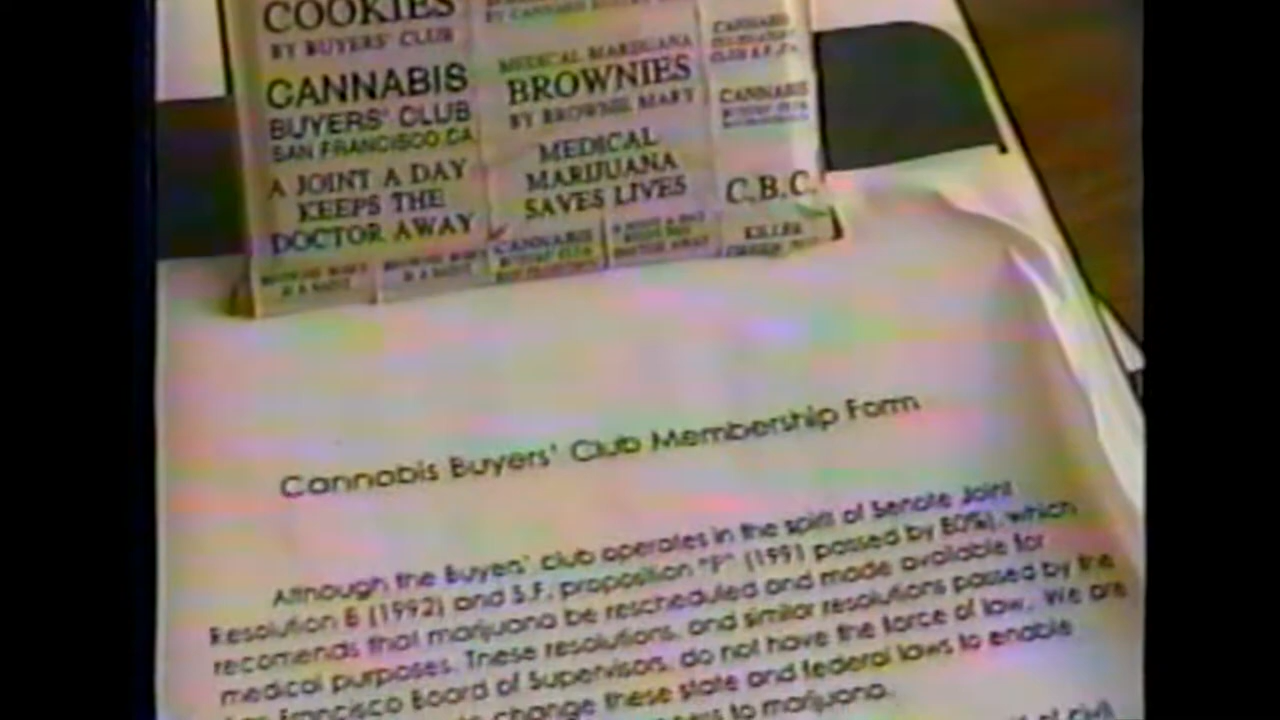 COOKIES
BY BUYERS' CLUB
CANNABIS
BUYERS' CLUB
SAN FRANCISCO CA
A JOINT A DAY
KEEPS THE
DOCTOR AWAY
MEDICAL MARIJUANA
BROWNIES
BY BROWNIE MARY
MEDICAL
MARIJUANA
SAVES LIVES
CANNABIS
CANNABIS
C.B.C.
KILLER
CANNABIS
Cannabis Buyers' Club Membership Form
Although the Buyers' club operates in the spirit of Senate Joint
Resolution 8 (1992) and S.F. proposition "P" (1991 passed by 80%), which
recomends that marijuana be rescheduled and made available for
medical purposes. These resolutions, and similar resolutions passed by the
San Francisco Board of Supervisors, do not have the force of law. We are
change these state and federal laws to enable
to marijuana.
of civil